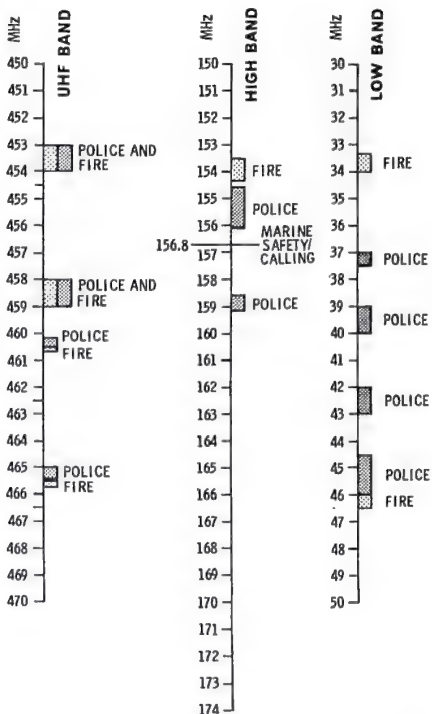 MHz
UHF BAND
450
451
452
453
POLICE AND
FIRE
454
455
456
457
458
POLICE AND
FIRE
459
460
POLICE
FIRE
461
462
463
464
465
POLICE
FIRE
466
467
468
469
470
MHz
HIGH BAND
150
151
152
153
154
FIRE
155
POLICE
156
156.8
MARINE
SAFETY/
CALLING
157
158
159
POLICE
160
161
162
163
164
165
166
167
168
169
170
171
172
173
174
MHz
LOW BAND
30
31
32
33
FIRE
34
35
36
37
POLICE
38
39
POLICE
40
41
42
POLICE
43
44
45
POLICE
46
FIRE
47
48
49
50